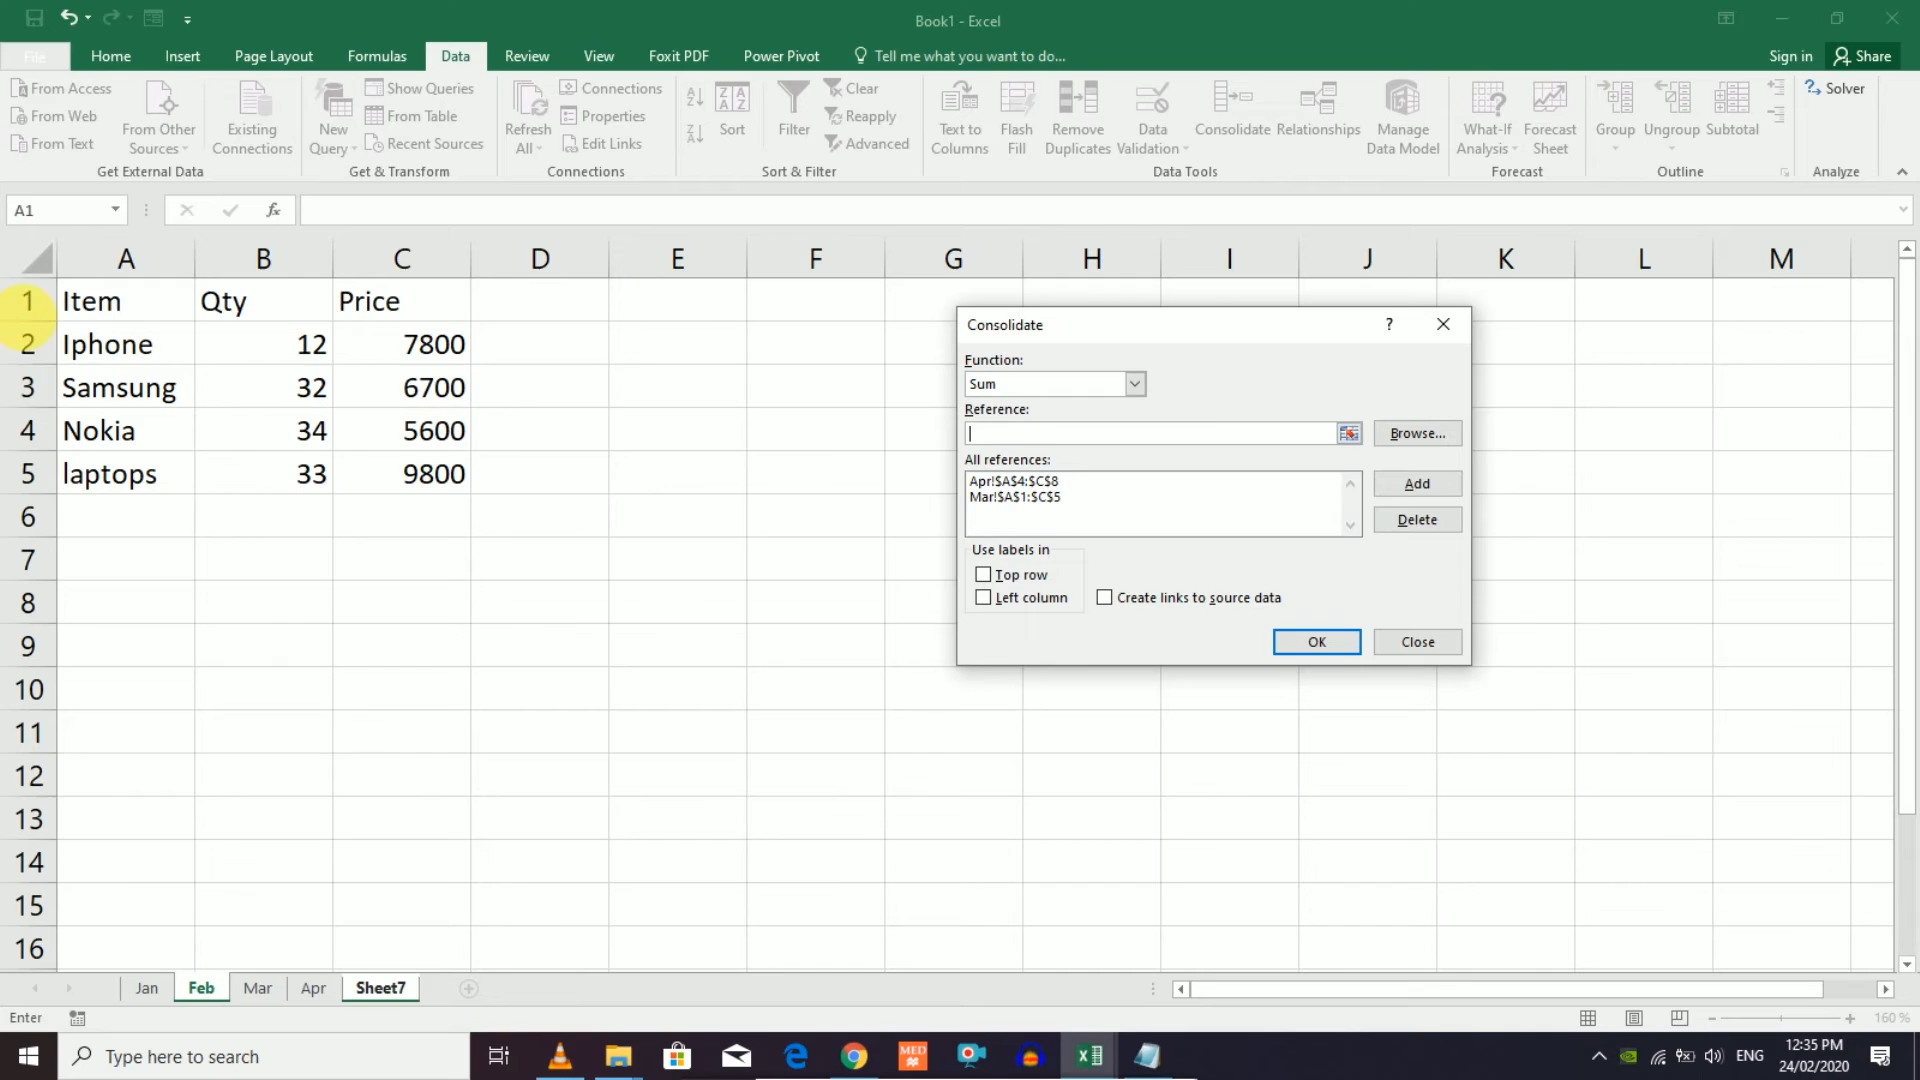 Book1 - Excel
File Home Insert Page Layout Formulas Data Review View Foxit PDF Power Pivot Tell me what you want to do... Sign in Share
From Access
From Web
From Text
From Other Sources
Existing Connections
Get External Data
New Query
Show Queries
From Table
Recent Sources
Get & Transform
Refresh All
Connections
Properties
Edit Links
Connections
Sort
Filter
Clear
Reapply
Advanced
Sort & Filter
Text to Columns
Flash Fill
Remove Duplicates
Data Validation
Consolidate
Relationships
Manage Data Model
Data Tools
What-If Analysis
Forecast Sheet
Forecast
Group
Ungroup
Subtotal
Outline
Solver
Analyze
A1 fx
A B C D E F G H I J K L M
1 Item Qty Price
2 Iphone 12 7800
3 Samsung 32 6700
4 Nokia 34 5600
5 laptops 33 9800
6
7
8
9
10
11
12
13
14
15
16
Consolidate ?
Function:
Sum
Reference:
Browse...
All references:
Apr!$A$4:$C$8
Mar!$A$1:$C$5
Add
Delete
Use labels in
Top row
Left column
Create links to source data
OK Close
Jan Feb Mar Apr Sheet7
Enter 160 %
Type here to search
MED
ENG
12:35 PM
24/02/2020